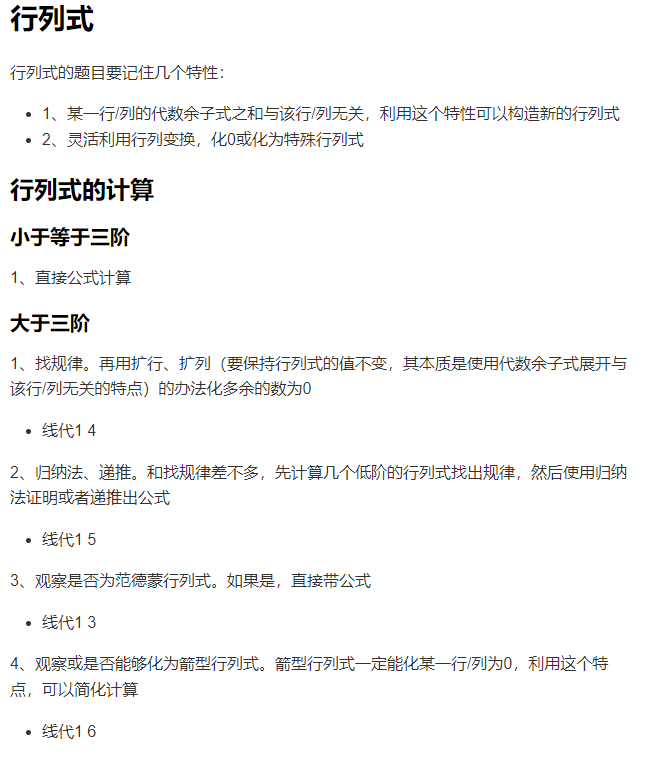 行列式
行列式的题目要记住几个特性：
1、某一行/列的代数余子式之和与该行/列无关，利用这个特性可以构造新的行列式
2、灵活利用行列变换，化0或化为特殊行列式
行列式的计算
小于等于三阶
1、直接公式计算
大于三阶
1、找规律。再用扩行、扩列（要保持行列式的值不变，其本质是使用代数余子式展开与
该行/列无关的特点）的办法化多余的数为0
线代1 4
2、归纳法、递推。和找规律差不多，先计算几个低阶的行列式找出规律，然后使用归纳
法证明或者递推出公式
线代1 5
3、观察是否为范德蒙行列式。如果是，直接带公式
线代1 3
4、观察或是否能够化为箭型行列式。箭型行列式一定能化某一行/列为0，利用这个特
点，可以简化计算
线代1 6